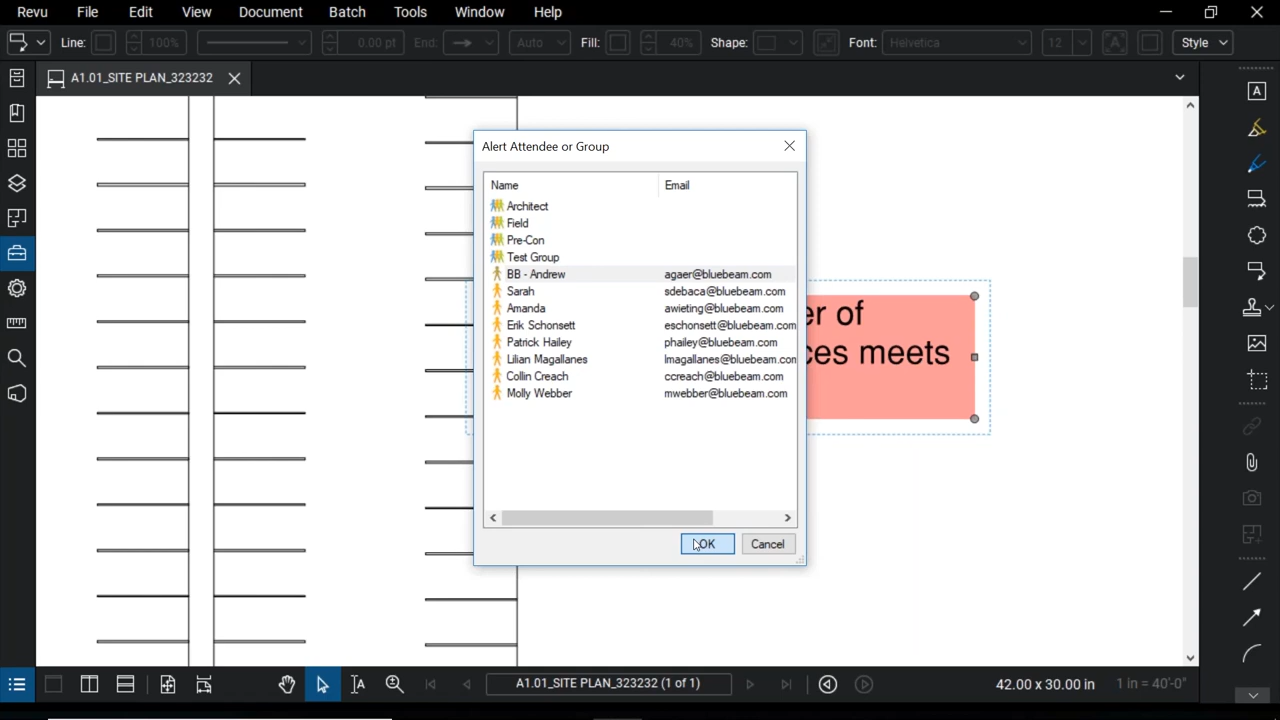 Revu File Edit View Document Batch Tools Window Help
Line: 100% 0.00 pt End: Auto Fill: 40% Shape: Font: Helvetica 12 A Style
A1.01_SITE PLAN_323232
A
Alert Attendee or Group
Name Email
Architect
Field
Pre-Con
Test Group
BB - Andrew agaer@bluebeam.com
Sarah sdebaca@bluebeam.com
Amanda awieting@bluebeam.com
Erik Schonsett eschonsett@bluebeam.com
Patrick Hailey phailey@bluebeam.com
Lilian Magallanes lmagallanes@bluebeam.con
Collin Creach ccreach@bluebeam.com
Molly Webber mwebber@bluebeam.com
er of
ces meets
OK Cancel
A1.01_SITE PLAN_323232 (1 of 1) 42.00 x 30.00 in 1 in = 40'-0"